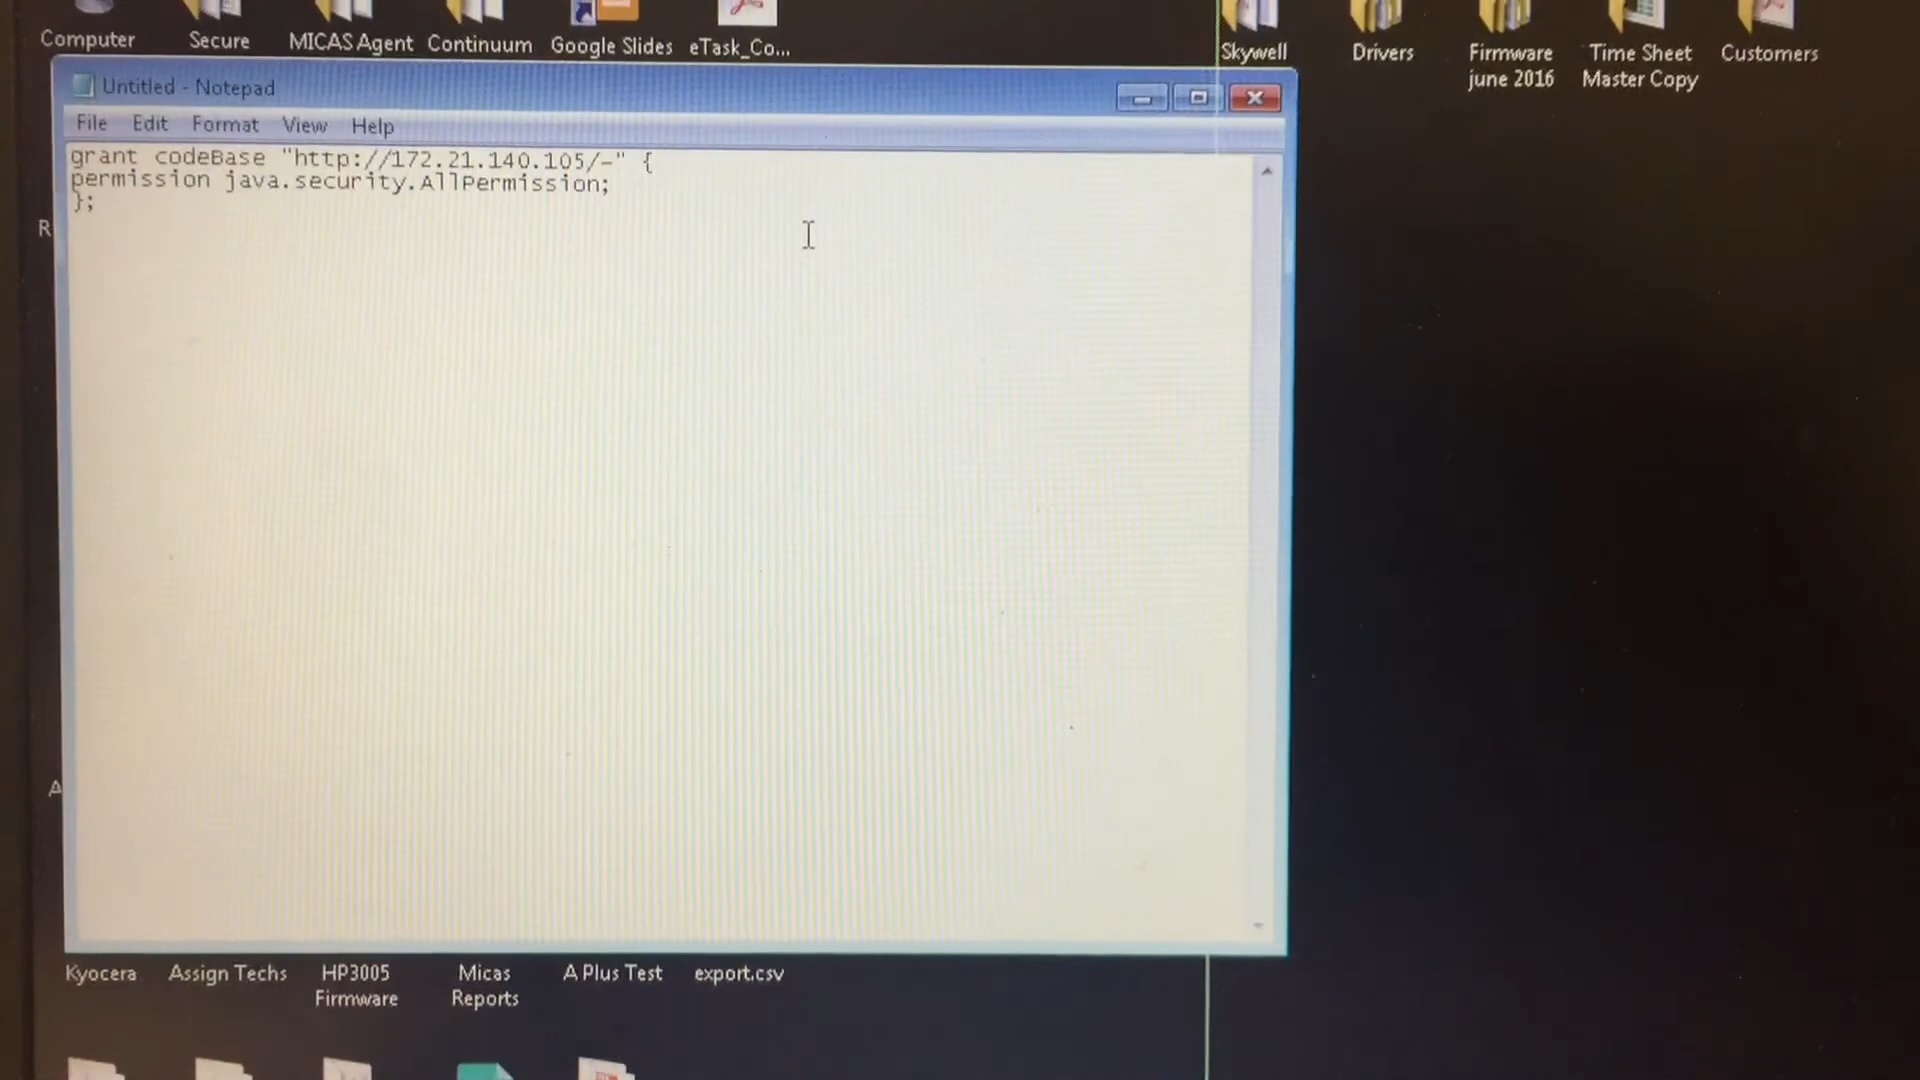 Computer
Secure
MICAS Agent
Continuum
Google Slides
eTask_Co...
Skywell
Drivers
Firmware
june 2016
Time Sheet
Master Copy
Customers
Untitled - Notepad
File Edit Format View Help
grant codeBase "http://172.21.140.105/-" {
permission java.security.AllPermission;
};
R
A
Kyocera
Assign Techs
HP3005
Firmware
Micas
Reports
A Plus Test
export.csv